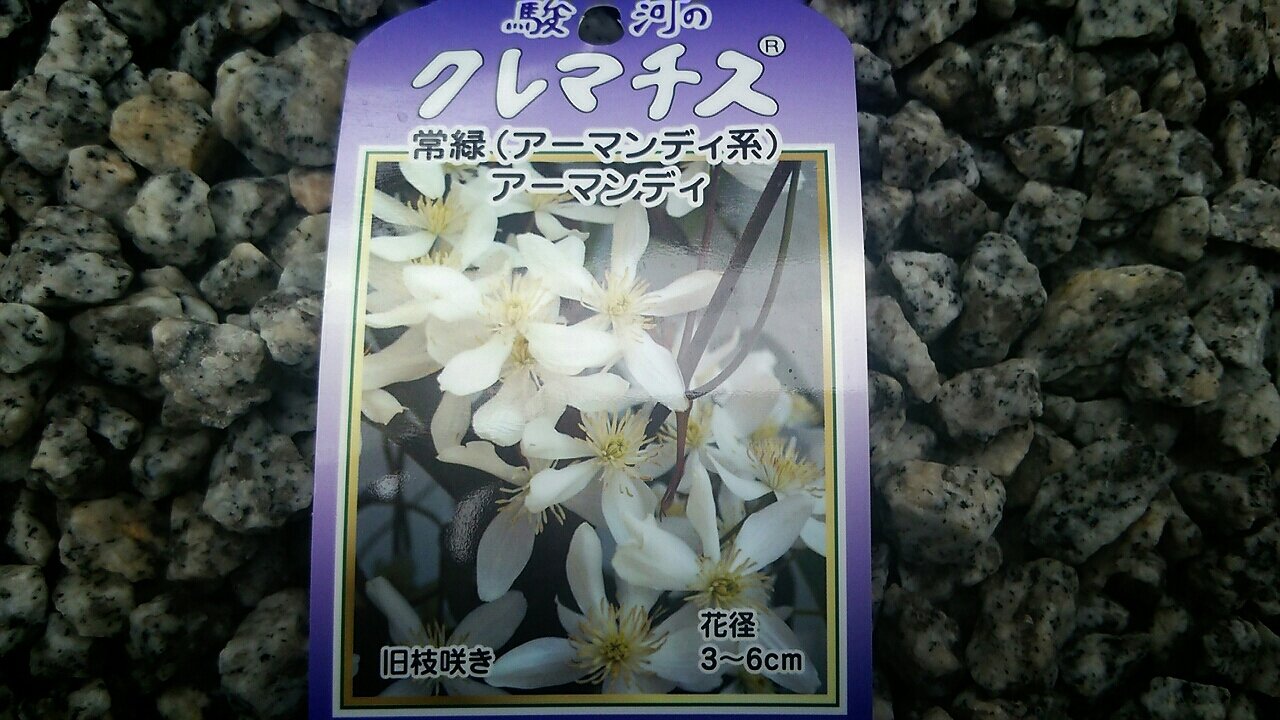 駿河の
クレマチス®
常緑(アーマンディ系)
アーマンディ
花径
3〜6cm
旧枝咲き